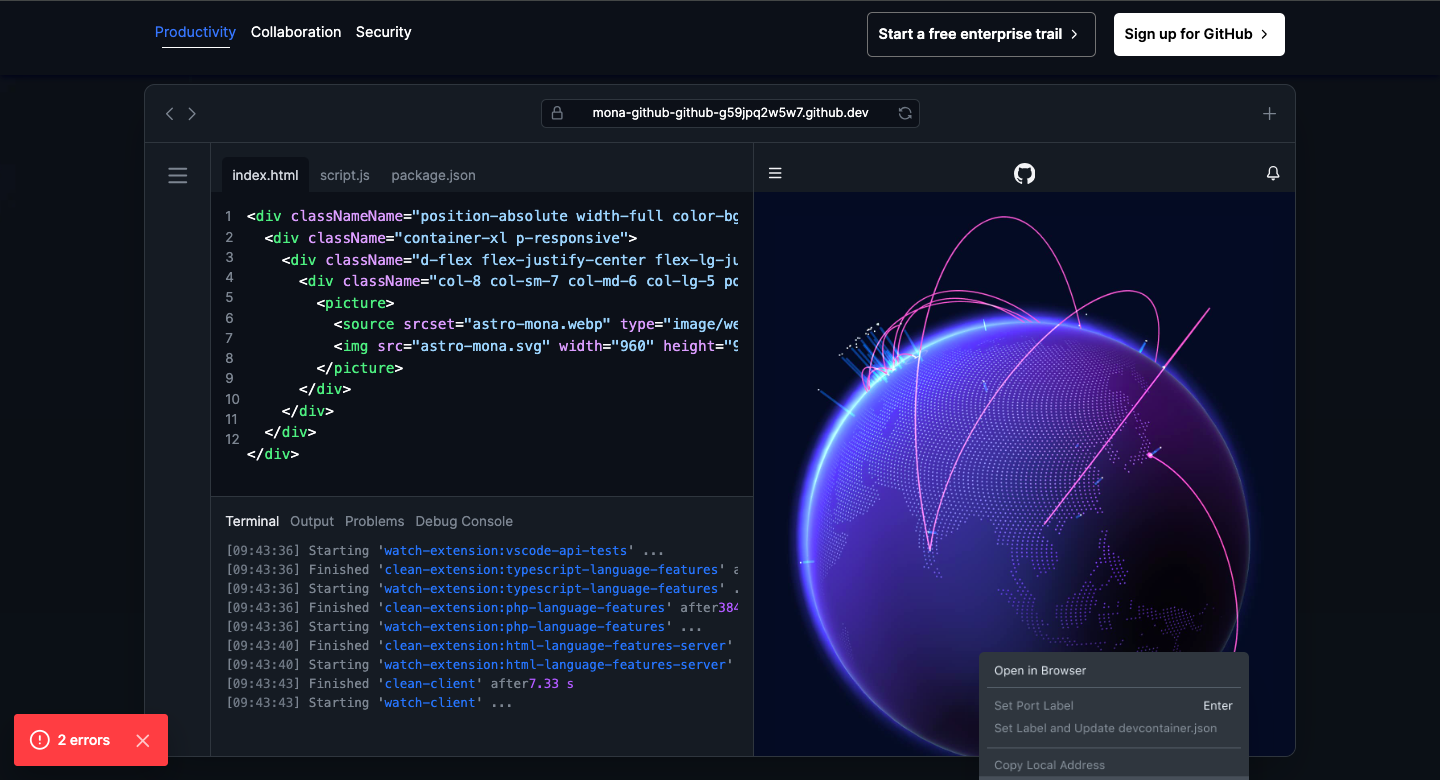 Productivity Collaboration Security
Start a free enterprise trail
Sign up for GitHub
mona-github-github-g59jpq2w5w7.github.dev
index.html script.js package.json
1 <div classNameName="position-absolute width-full color-bg
2 <div className="container-xl p-responsive">
3 <div className="d-flex flex-justify-center flex-lg-ju
4 <div className="col-8 col-sm-7 col-md-6 col-lg-5 po
5 <picture>
6 <source srcset="astro-mona.webp" type="image/we
7 <img src="astro-mona.svg" width="960" height="9
8 </picture>
9 </div>
10 </div>
11 </div>
12 </div>
Terminal Output Problems Debug Console
[09:43:36] Starting 'watch-extension:vscode-api-tests' ...
[09:43:36] Finished 'clean-extension:typescript-language-features' a
[09:43:36] Starting 'watch-extension:typescript-language-features' .
[09:43:36] Finished 'clean-extension:php-language-features' after384
[09:43:36] Starting 'watch-extension:php-language-features' ...
[09:43:40] Finished 'clean-extension:html-language-features-server'
[09:43:40] Starting 'watch-extension:html-language-features-server'
[09:43:43] Finished 'clean-client' after7.33 s
[09:43:43] Starting 'watch-client' ...
Open in Browser
Set Port Label Enter
Set Label and Update devcontainer.json
Copy Local Address
2 errors